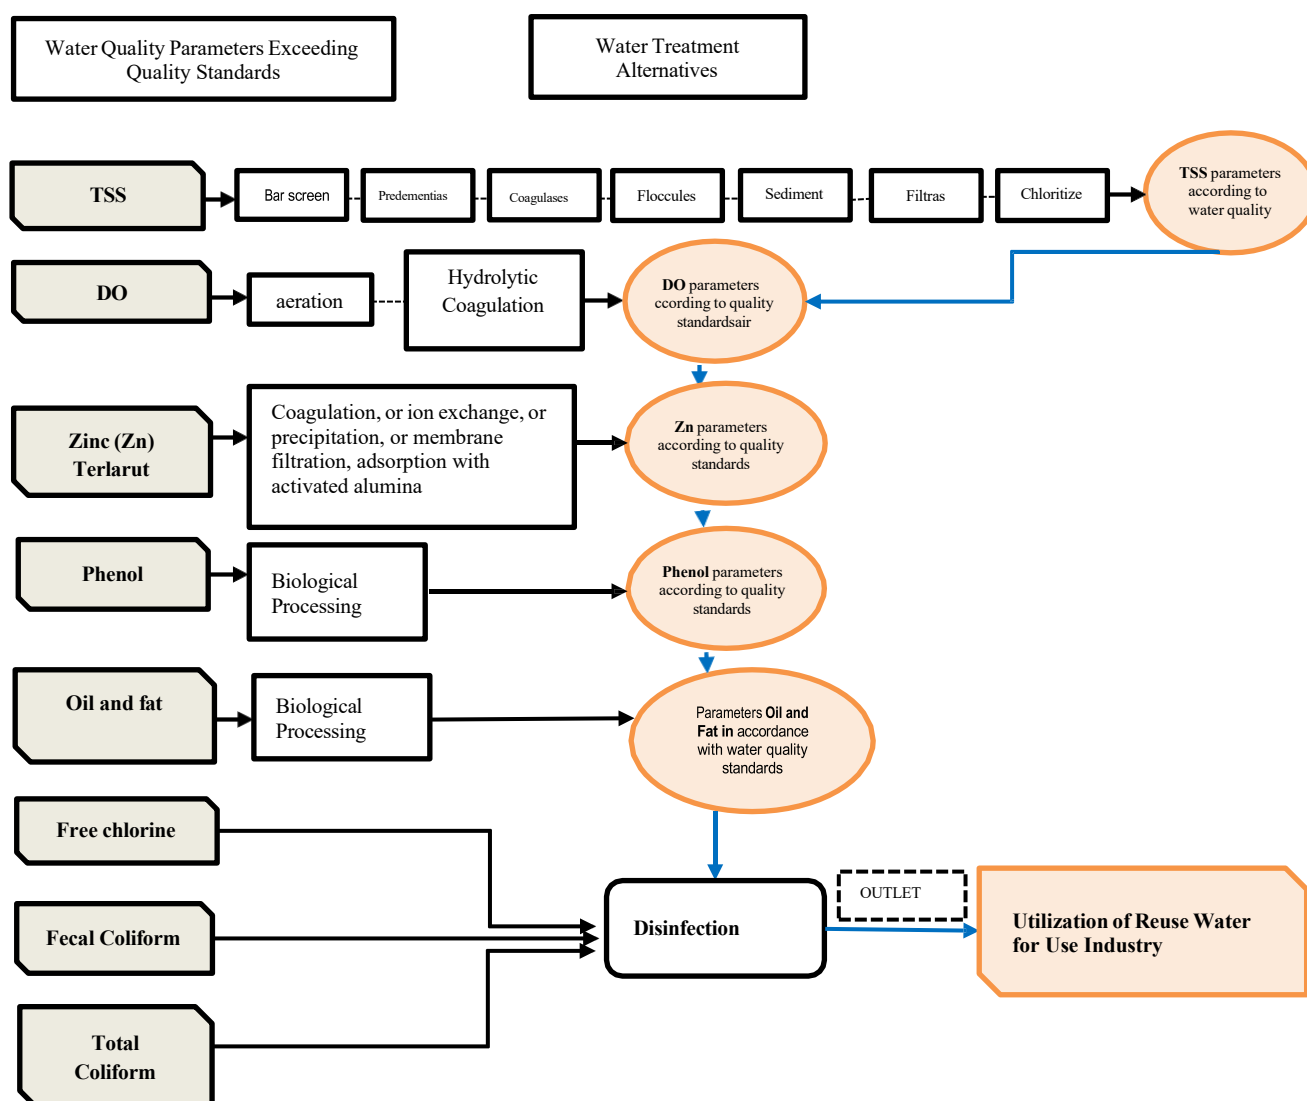 Water Quality Parameters Exceeding
Quality Standards
Water Treatment
Alternatives
TSS
Bar screen
Predementias
Coagulases
Floccules
Sediment
Filtras
Chloritize
TSS parameters
according to
water quality
DO
aeration
Hydrolytic
Coagulation
DO parameters
ccording to quality
standardsair
Zinc (Zn)
Terlarut
Coagulation, or ion exchange, or
precipitation, or membrane
filtration, adsorption with
activated alumina
Zn parameters
according to quality
standards
Phenol
Biological
Processing
Phenol parameters
according to quality
standards
Oil and fat
Biological
Processing
Parameters Oil and
Fat in accordance
with water quality
standards
Free chlorine
Fecal Coliform
Total
Coliform
Disinfection
OUTLET
Utilization of Reuse Water
for Use Industry